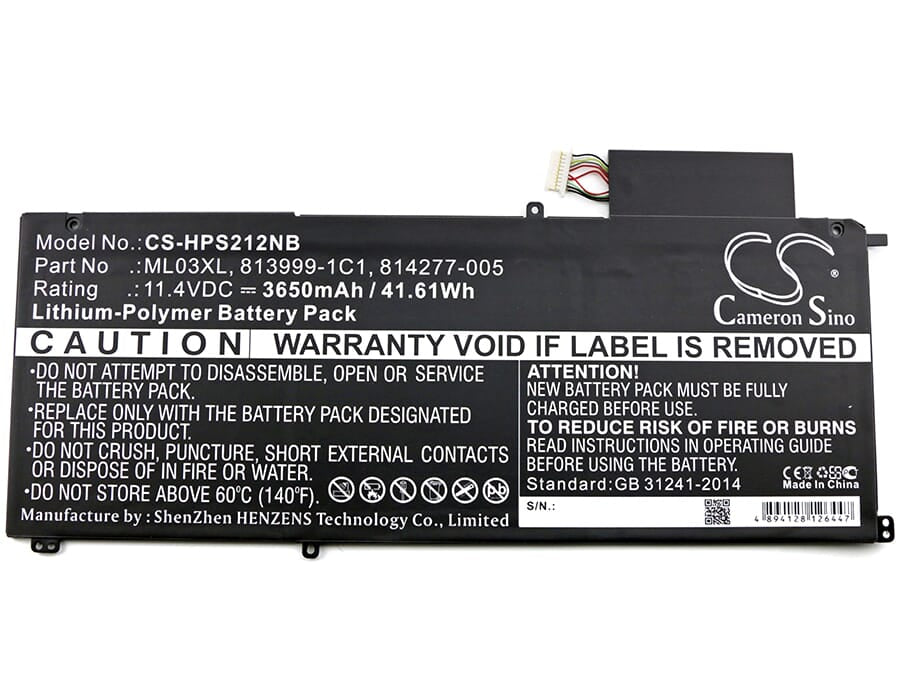 Model No.:CS-HPS212NB
Part No .:ML03XL, 813999-1C1, 814277-005
Rating .:11.4VDC ⎓ 3650mAh / 41.61Wh
Lithium-Polymer Battery Pack
CS®
Cameron Sino
CAUTION WARRANTY VOID IF LABEL IS REMOVED
•DO NOT ATTEMPT TO DISASSEMBLE, OPEN OR SERVICE
THE BATTERY PACK.
•REPLACE ONLY WITH THE BATTERY PACK DESIGNATED
FOR THIS PRODUCT.
•DO NOT CRUSH, PUNCTURE, SHORT EXTERNAL CONTACTS
OR DISPOSE OF IN FIRE OR WATER.
•DO NOT STORE ABOVE 60°C (140°F).
Manufacture by : ShenZhen HENZENS Technology Co., Limited
ATTENTION!
NEW BATTERY PACK MUST BE FULLY
CHARGED BEFORE USE.
TO REDUCE RISK OF FIRE OR BURNS
READ INSTRUCTIONS IN OPERATING GUIDE
BEFORE USING THE BATTERY.
Standard:GB 31241-2014
CE
Made In China
S/N.:
4 894128 126447